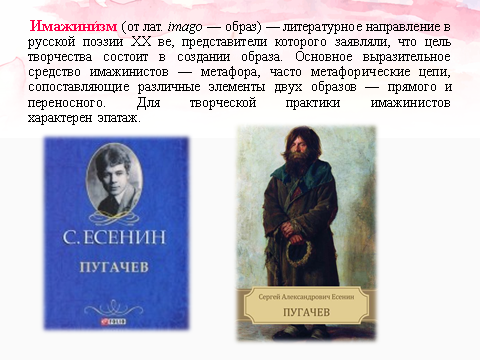 Имажини́зм (от лат. imago — образ) — литературное направление в
русской поэзии XX ве, представители которого заявляли, что цель
творчества состоит в создании образа. Основное выразительное
средство имажинистов — метафора, часто метафорические цепи,
сопоставляющие различные элементы двух образов — прямого и
переносного. Для творческой практики имажинистов
характерен эпатаж.
С. ЕСЕНИН
ПУГАЧЕВ
FOLIO
Сергей Александрович Есенин
ПУГАЧЕВ